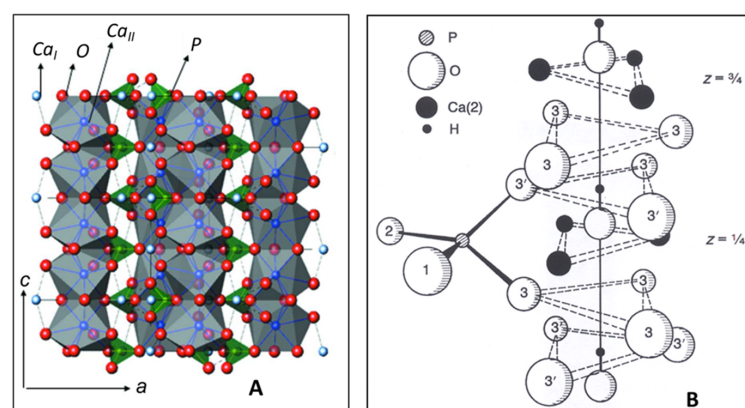 Ca_I O Ca_II P
c
a
A
P
O
Ca(2)
H
z = ¾
3
3
3
3'
3'
3'
2
z = ¼
1
3
3
3'
3
3'
3'
B